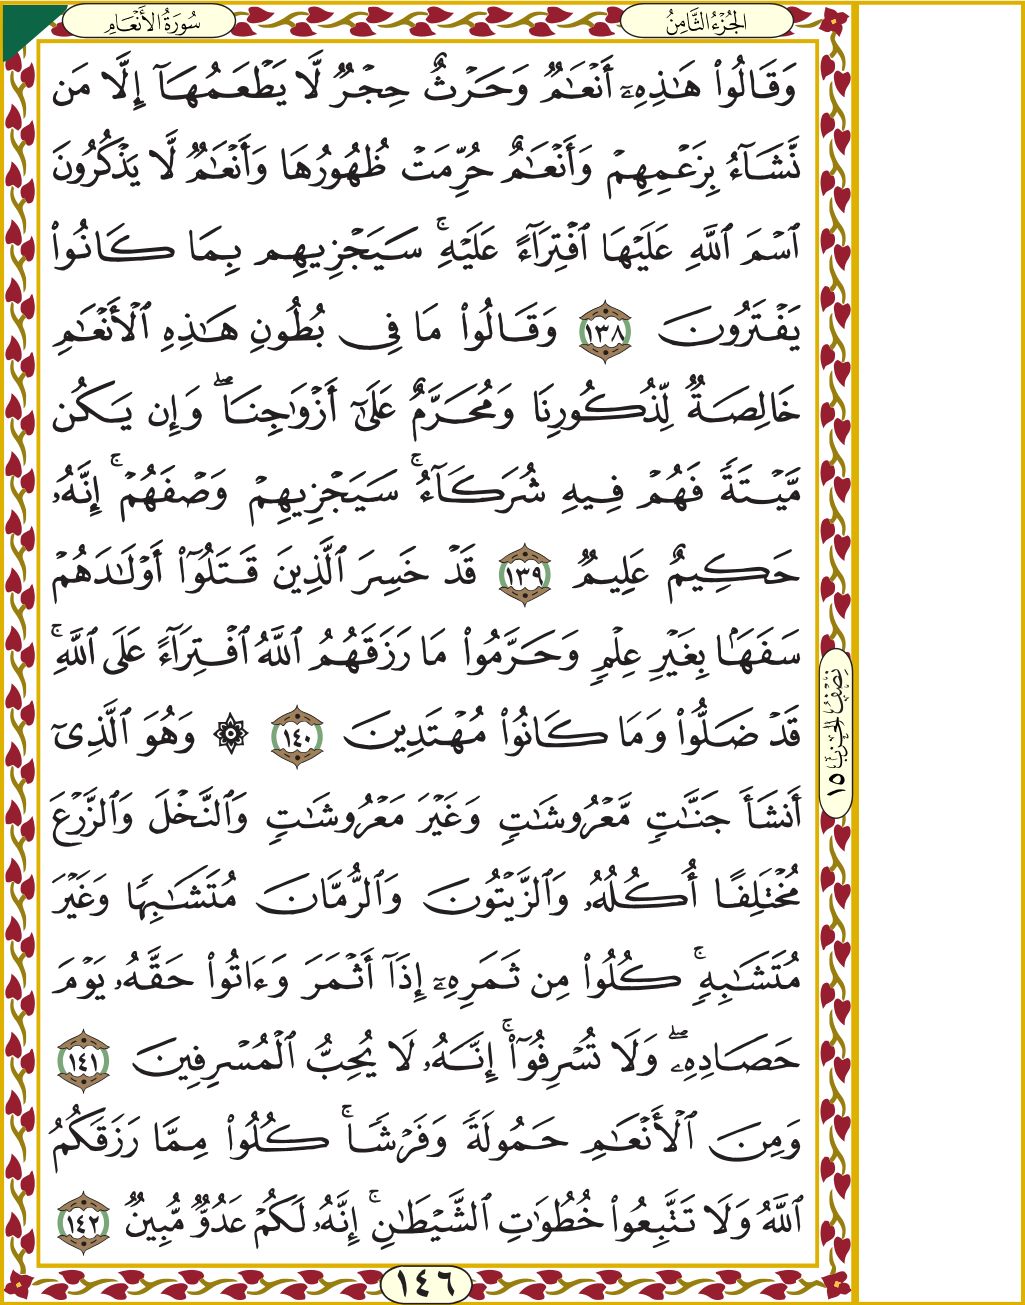 الجُزْءُ الثَّامِنُ
سُورَةُ الأَنْعَامِ
وَقَالُوا۟ هَـٰذِهِۦٓ أَنْعَـٰمٌ وَحَرْثٌ حِجْرٌ لَّا يَطْعَمُهَآ إِلَّا مَن
نَّشَآءُ بِزَعْمِهِمْ وَأَنْعَـٰمٌ حُرِّمَتْ ظُهُورُهَا وَأَنْعَـٰمٌ لَّا يَذْكُرُونَ
ٱسْمَ ٱللَّهِ عَلَيْهَا ٱفْتِرَآءً عَلَيْهِ ۚ سَيَجْزِيهِم بِمَا كَانُوا۟
يَفْتَرُونَ ١٣٨ وَقَالُوا۟ مَا فِى بُطُونِ هَـٰذِهِ ٱلْأَنْعَـٰمِ
خَالِصَةٌ لِّذُكُورِنَا وَمُحَرَّمٌ عَلَىٰٓ أَزْوَٰجِنَا ۖ وَإِن يَكُن
مَّيْتَةً فَهُمْ فِيهِ شُرَكَآءُ ۚ سَيَجْزِيهِمْ وَصْفَهُمْ ۚ إِنَّهُۥ
حَكِيمٌ عَلِيمٌ ١٣٩ قَدْ خَسِرَ ٱلَّذِينَ قَتَلُوٓا۟ أَوْلَـٰدَهُمْ
سَفَهًۢا بِغَيْرِ عِلْمٍ وَحَرَّمُوا۟ مَا رَزَقَهُمُ ٱللَّهُ ٱفْتِرَآءً عَلَى ٱللَّهِ ۚ
قَدْ ضَلُّوا۟ وَمَا كَانُوا۟ مُهْتَدِينَ ١٤٠ ۞ وَهُوَ ٱلَّذِىٓ
أَنشَأَ جَنَّـٰتٍ مَّعْرُوشَـٰتٍ وَغَيْرَ مَعْرُوشَـٰتٍ وَٱلنَّخْلَ وَٱلزَّرْعَ
مُخْتَلِفًا أُكُلُهُۥ وَٱلزَّيْتُونَ وَٱلرُّمَّانَ مُتَشَـٰبِهًا وَغَيْرَ
مُتَشَـٰبِهٍ ۚ كُلُوا۟ مِن ثَمَرِهِۦٓ إِذَآ أَثْمَرَ وَءَاتُوا۟ حَقَّهُۥ يَوْمَ
حَصَادِهِۦ ۖ وَلَا تُسْرِفُوٓا۟ ۚ إِنَّهُۥ لَا يُحِبُّ ٱلْمُسْرِفِينَ ١٤١
وَمِنَ ٱلْأَنْعَـٰمِ حَمُولَةً وَفَرْشًا ۚ كُلُوا۟ مِمَّا رَزَقَكُمُ
ٱللَّهُ وَلَا تَتَّبِعُوا۟ خُطُوَٰتِ ٱلشَّيْطَـٰنِ ۚ إِنَّهُۥ لَكُمْ عَدُوٌّ مُّبِينٌ ١٤٢
نِصْفُ الحِزْبِ ١٥
١٤٦